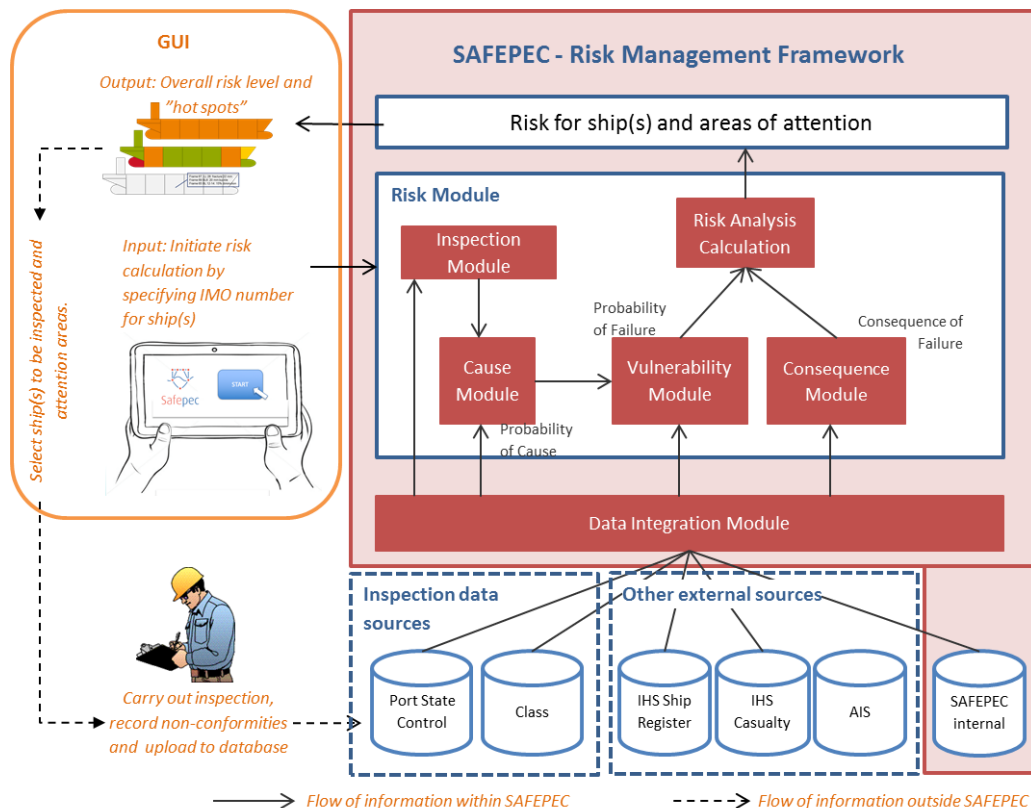 GUI
Output: Overall risk level and
"hot spots"
Input: Initiate risk
calculation by
specifying IMO number
for ship(s)
Safepec
START
Select ship(s) to be inspected and
attention areas.
Carry out inspection,
record non-conformities
and upload to database
SAFEPEC - Risk Management Framework
Risk for ship(s) and areas of attention
Risk Module
Inspection
Module
Risk Analysis
Calculation
Probability
of Failure
Consequence of
Failure
Cause
Module
Vulnerability
Module
Consequence
Module
Probability
of Cause
Data Integration Module
Inspection data
sources
Other external sources
Port State
Control
Class
IHS Ship
Register
IHS
Casualty
AIS
SAFEPEC
internal
Flow of information within SAFEPEC
Flow of information outside SAFEPEC